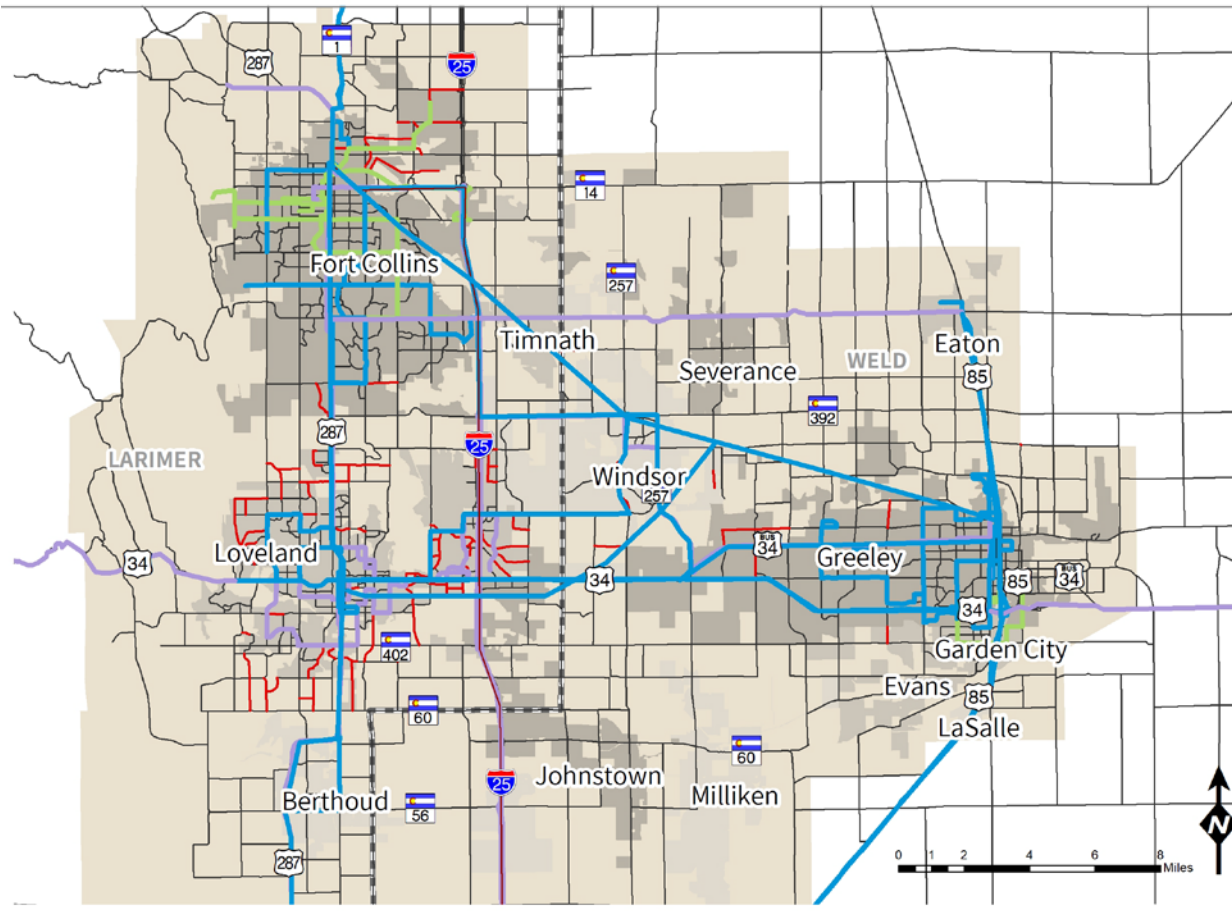 1
287
25
14
Fort Collins
257
Timnath
Eaton
WELD
Severance
85
392
287
25
LARIMER
Windsor
257
Loveland
BUS
34
Greeley
34
34
85
BUS
34
34
402
Garden City
Evans
85
60
LaSalle
60
Johnstown
25
Milliken
Berthoud
56
N
287
0 1 2 4 6 8
Miles